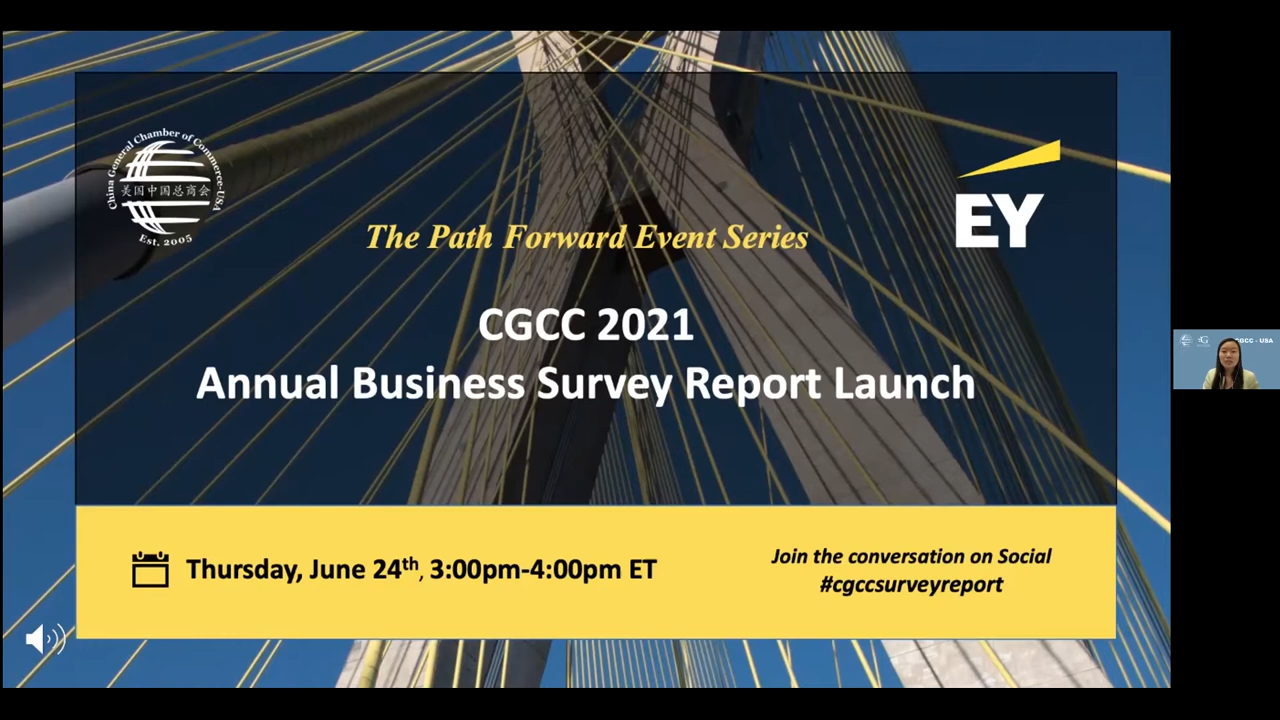 China General Chamber of Commerce-USA
美国中国总商会
Est. 2005
EY
The Path Forward Event Series
CGCC 2021
Annual Business Survey Report Launch
Thursday, June 24th, 3:00pm-4:00pm ET
Join the conversation on Social
#cgccsurveyreport
CGCC - USA